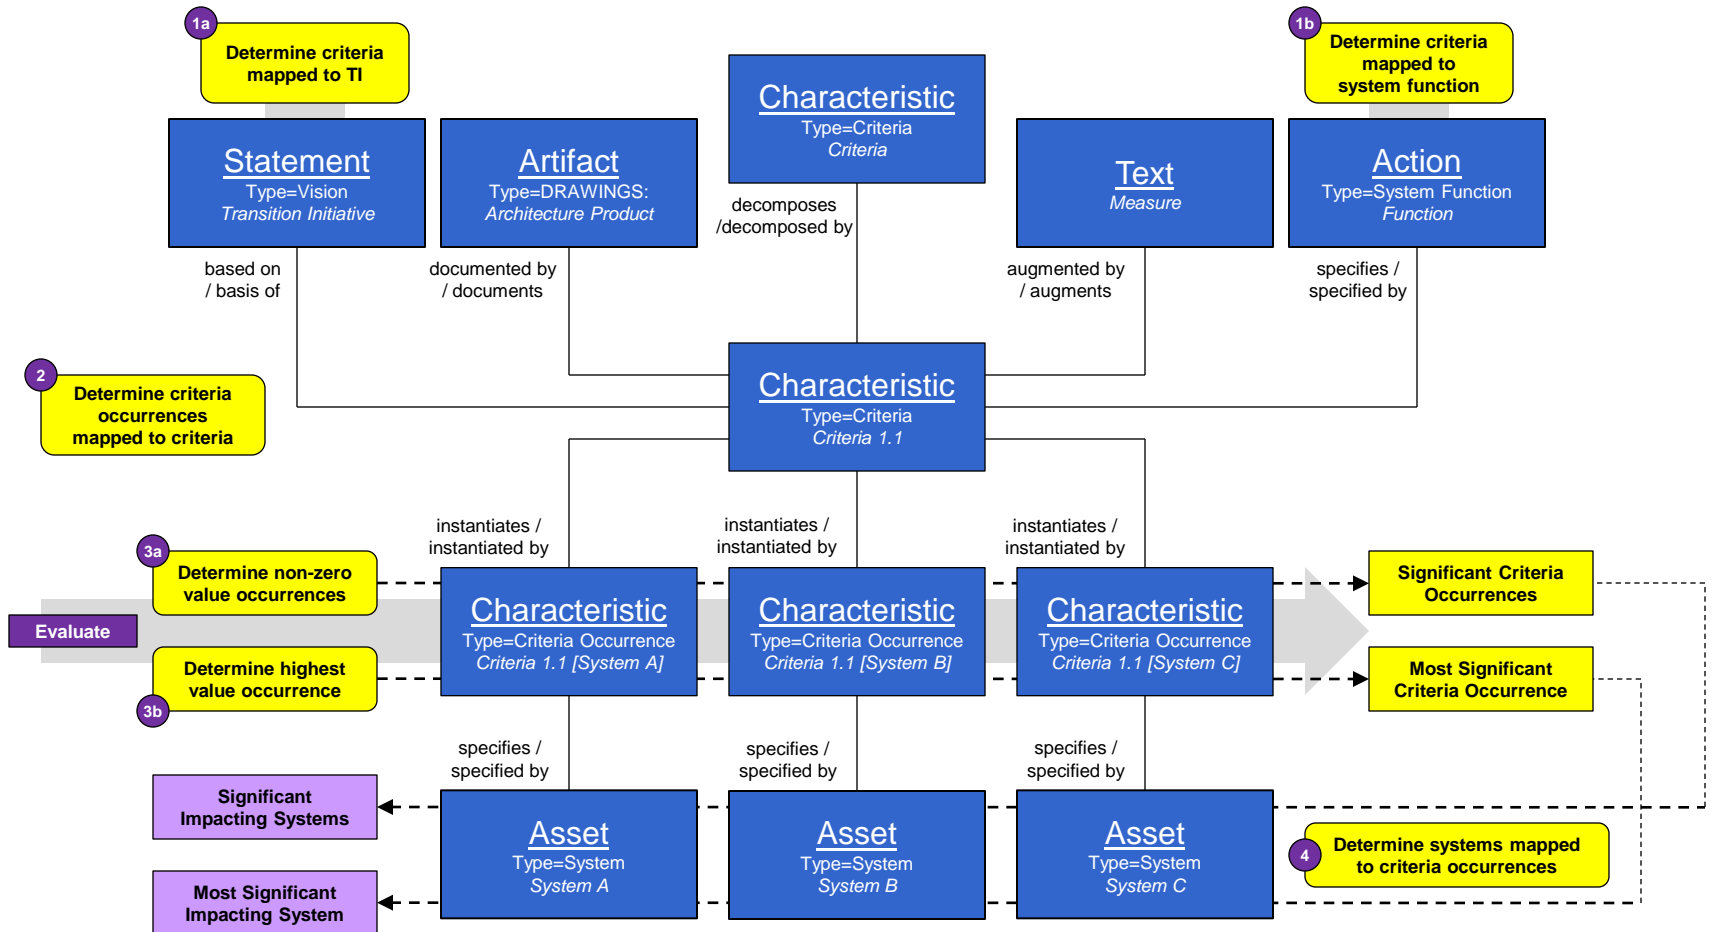 1a
Determine criteria
mapped to TI
1b
Determine criteria
mapped to
system function
Statement
Type=Vision
Transition Initiative
Artifact
Type=DRAWINGS:
Architecture Product
Characteristic
Type=Criteria
Criteria
Text
Measure
Action
Type=System Function
Function
based on
/ basis of
documented by
/ documents
decomposes
/decomposed by
augmented by
/ augments
specifies /
specified by
2
Determine criteria
occurrences
mapped to criteria
Characteristic
Type=Criteria
Criteria 1.1
instantiates /
instantiated by
instantiates /
instantiated by
instantiates /
instantiated by
3a
Determine non-zero
value occurrences
Evaluate
Determine highest
value occurrence
3b
Characteristic
Type=Criteria Occurrence
Criteria 1.1 [System A]
Characteristic
Type=Criteria Occurrence
Criteria 1.1 [System B]
Characteristic
Type=Criteria Occurrence
Criteria 1.1 [System C]
Significant Criteria
Occurrences
Most Significant
Criteria Occurrence
specifies /
specified by
specifies /
specified by
specifies /
specified by
Significant
Impacting Systems
Most Significant
Impacting System
Asset
Type=System
System A
Asset
Type=System
System B
Asset
Type=System
System C
4
Determine systems mapped
to criteria occurrences